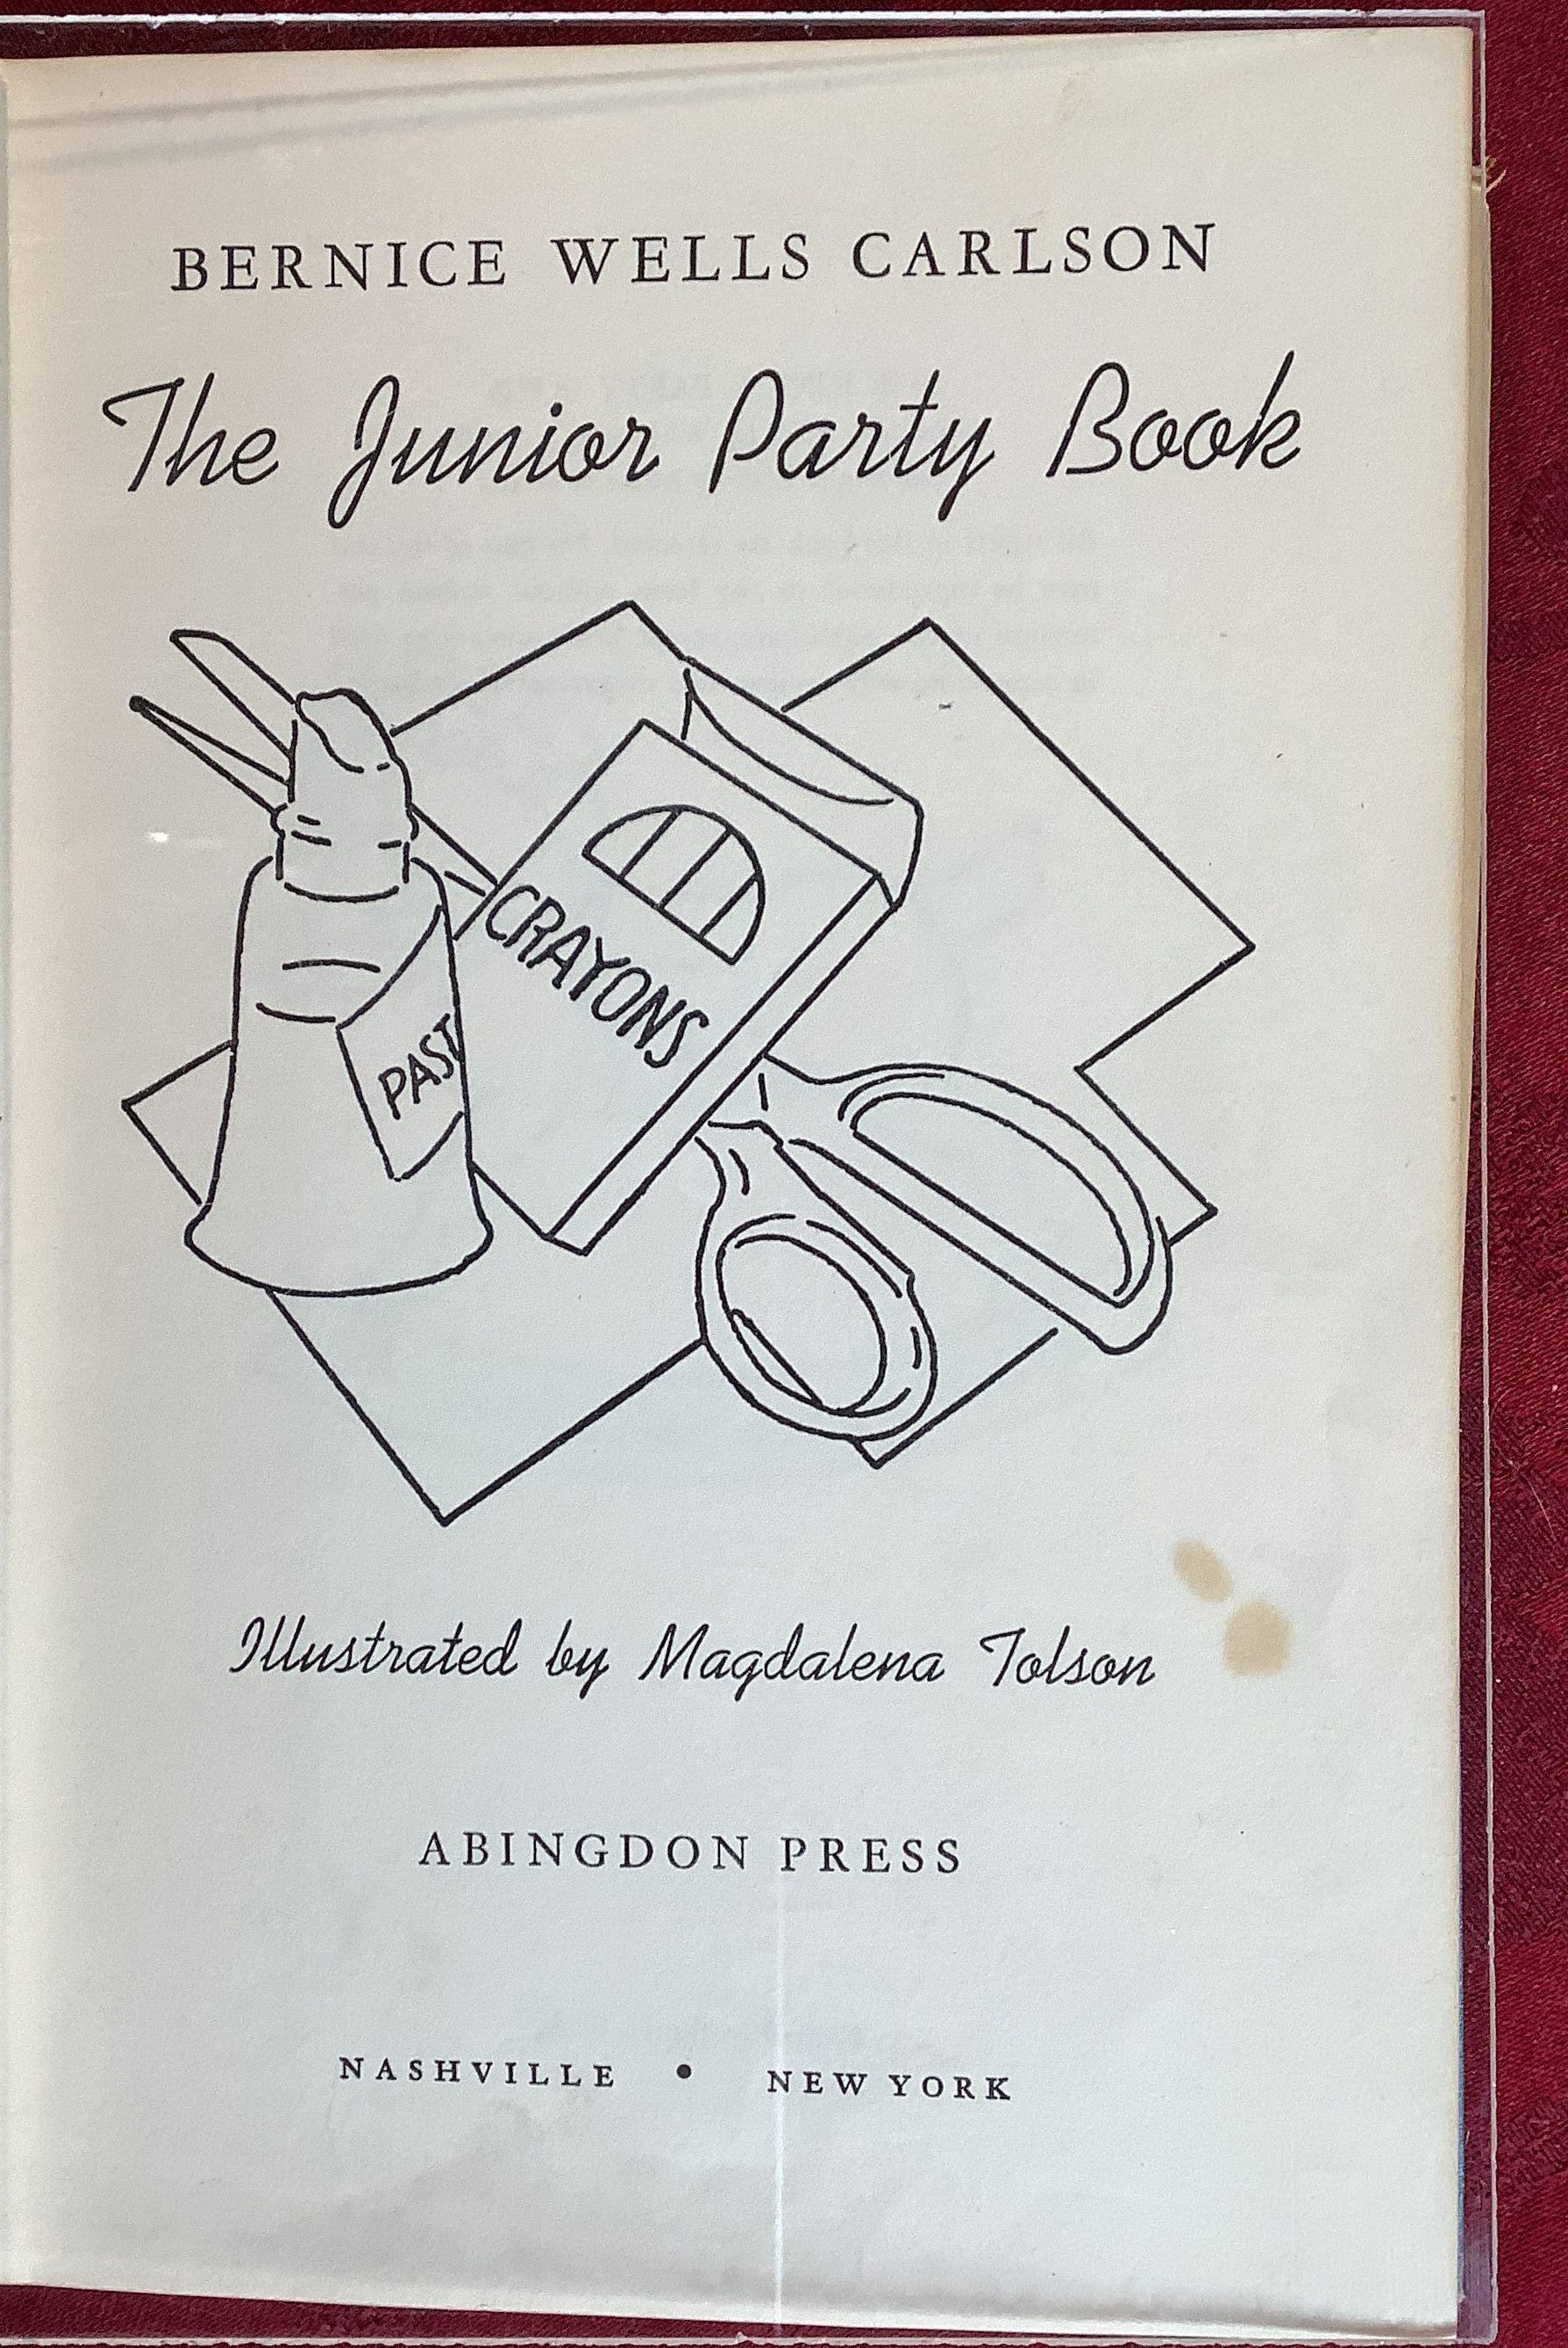 BERNICE WELLS CARLSON
The Junior Party Book
CRAYONS
PAST
Illustrated by Magdalena Tolson
ABINGDON PRESS
NASHVILLE • NEW YORK